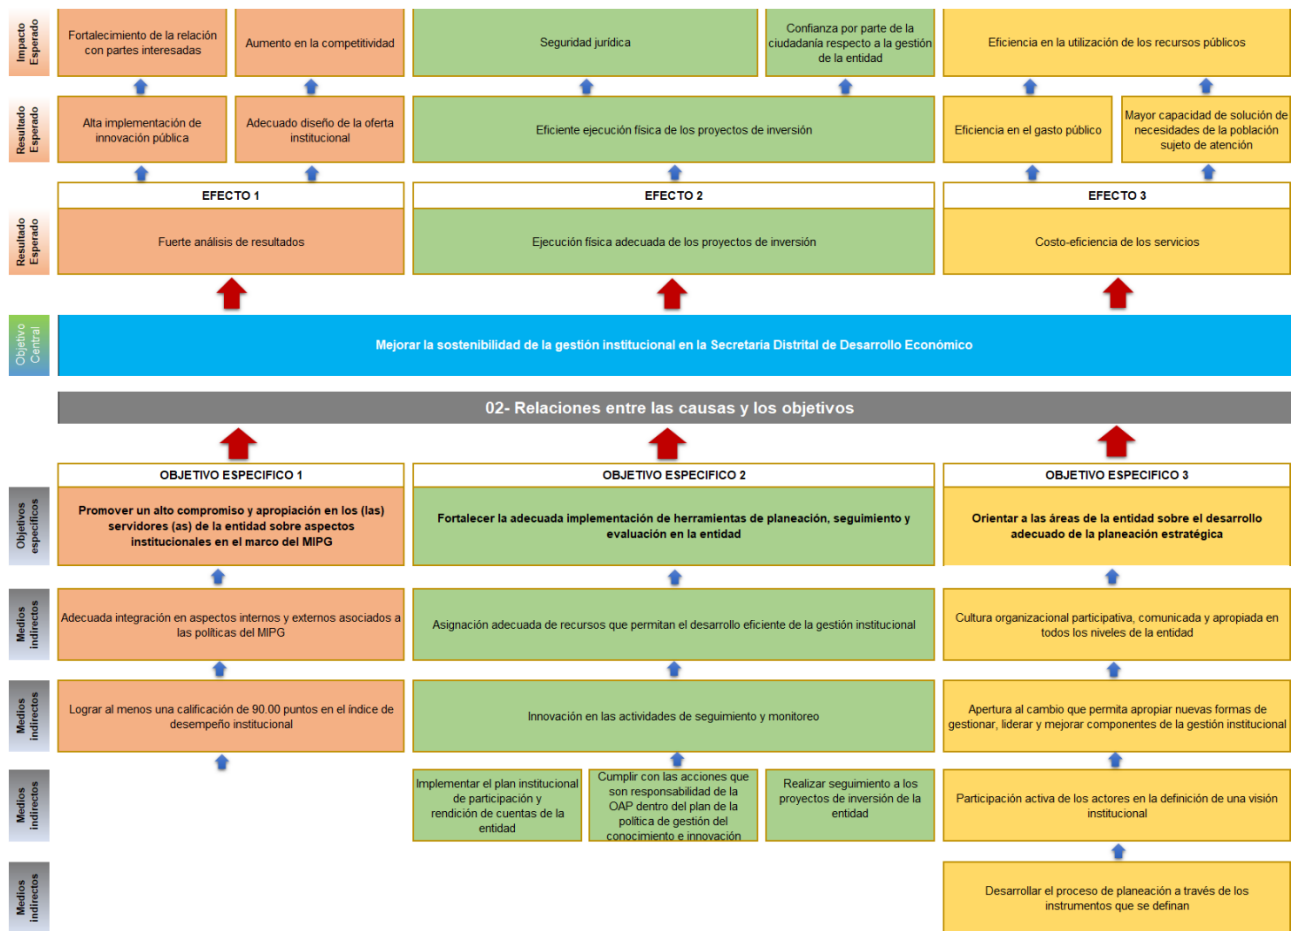 Impacto
Esperado
Fortalecimiento de la relación
con partes interesadas
Aumento en la competitividad
Seguridad jurídica
Confianza por parte de la
ciudadanía respecto a la gestión
de la entidad
Eficiencia en la utilización de los recursos públicos
Resultado
Esperado
Alta implementación de
innovación pública
Adecuado diseño de la oferta
institucional
Eficiente ejecución física de los proyectos de inversión
Eficiencia en el gasto público
Mayor capacidad de solución de
necesidades de la población
sujeto de atención
EFECTO 1
EFECTO 2
EFECTO 3
Resultado
Esperado
Fuerte análisis de resultados
Ejecución física adecuada de los proyectos de inversión
Costo-eficiencia de los servicios
Objetivo
Central
Mejorar la sostenibilidad de la gestión institucional en la Secretaria Distrital de Desarrollo Económico
02- Relaciones entre las causas y los objetivos
OBJETIVO ESPECIFICO 1
OBJETIVO ESPECIFICO 2
OBJETIVO ESPECIFICO 3
Objetivos
específicos
Promover un alto compromiso y apropiación en los (las)
servidores (as) de la entidad sobre aspectos
institucionales en el marco del MIPG
Fortalecer la adecuada implementación de herramientas de planeación, seguimiento y
evaluación en la entidad
Orientar a las áreas de la entidad sobre el desarrollo
adecuado de la planeación estratégica
Medios
indirectos
Adecuada integración en aspectos internos y externos asociados a
las políticas del MIPG
Asignación adecuada de recursos que permitan el desarrollo eficiente de la gestión institucional
Cultura organizacional participativa, comunicada y apropiada en
todos los niveles de la entidad
Medios
indirectos
Lograr al menos una calificación de 90.00 puntos en el índice de
desempeño institucional
Innovación en las actividades de seguimiento y monitoreo
Apertura al cambio que permita apropiar nuevas formas de
gestionar, liderar y mejorar componentes de la gestión institucional
Medios
indirectos
Implementar el plan institucional
de participación y
rendición de cuentas de la
entidad
Cumplir con las acciones que
son responsabilidad de la
OAP dentro del plan de la
política de gestión del
conocimiento e innovación
Realizar seguimiento a los
proyectos de inversión de la
entidad
Participación activa de los actores en la definición de una visión
institucional
Medios
indirectos
Desarrollar el proceso de planeación a través de los
instrumentos que se definan